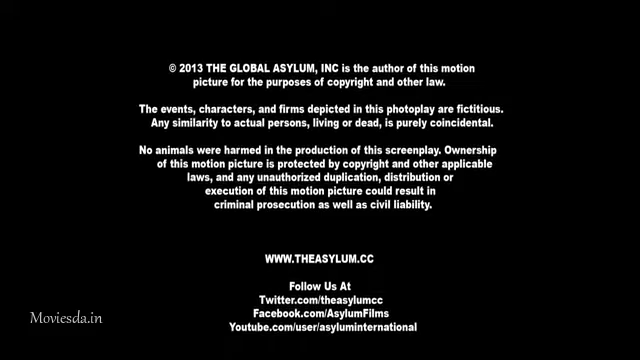 © 2013 THE GLOBAL ASYLUM, INC is the author of this motion
picture for the purposes of copyright and other law.
The events, characters, and firms depicted in this photoplay are fictitious.
Any similarity to actual persons, living or dead, is purely coincidental.
No animals were harmed in the production of this screenplay. Ownership
of this motion picture is protected by copyright and other applicable
laws, and any unauthorized duplication, distribution or
execution of this motion picture could result in
criminal prosecution as well as civil liability.
WWW.THEASYLUM.CC
Follow Us At
Twitter.com/theasylumcc
Facebook.com/AsylumFilms
Youtube.com/user/asyluminternational
Moviesda.in